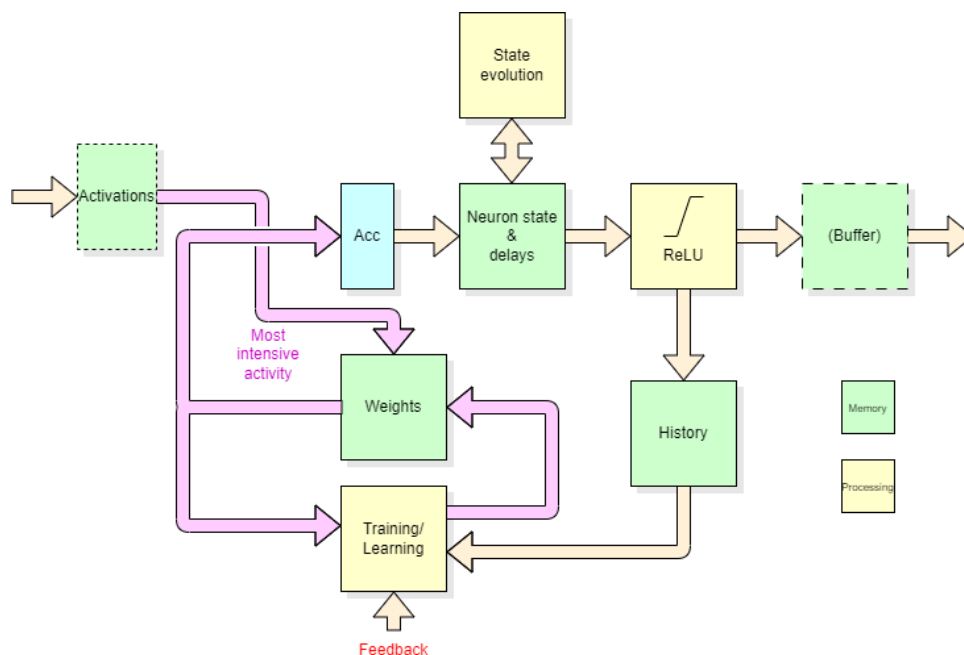 State
evolution
Activations
Acc
Neuron state
&
delays
ReLU
(Buffer)
Most
intensive
activity
Weights
History
Memory
Processing
Training/
Learning
Feedback